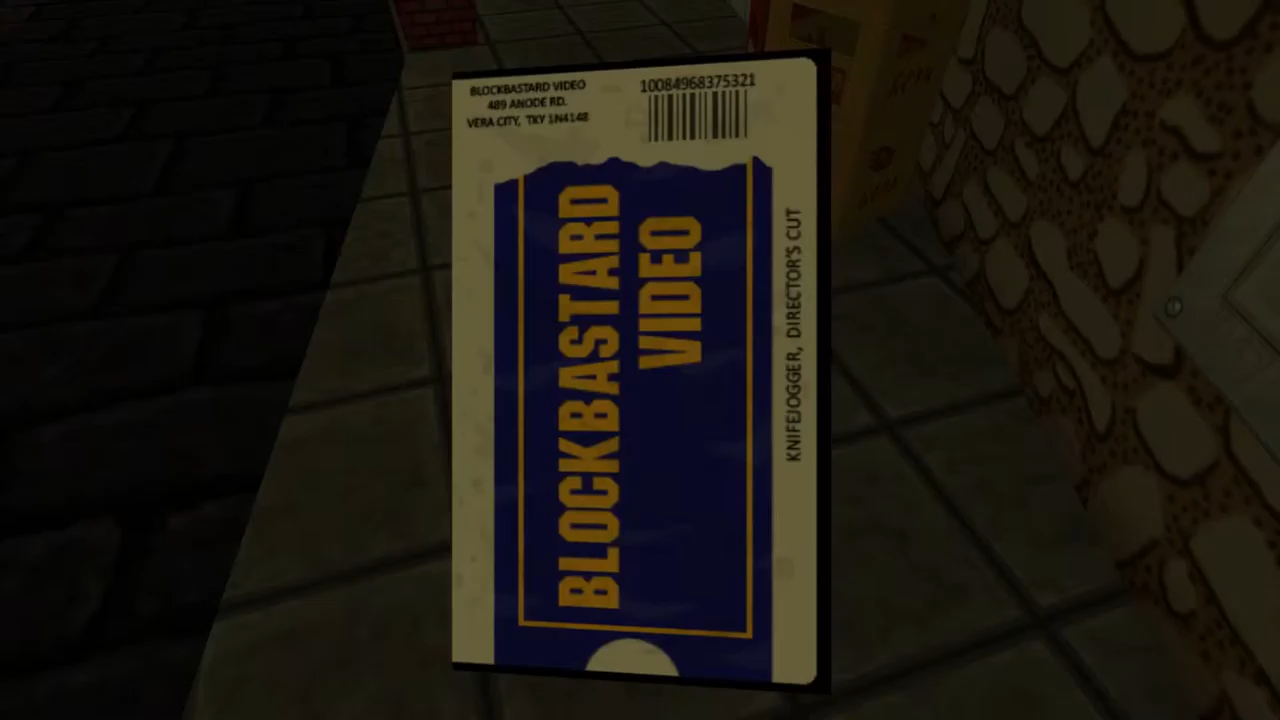 BLOCKBASTARD VIDEO
489 ANODE RD.
VERA CITY, TKY 1N4148
10084968375321
BLOCKBASTARD
VIDEO
KNIFEJOGGER, DIRECTOR'S CUT